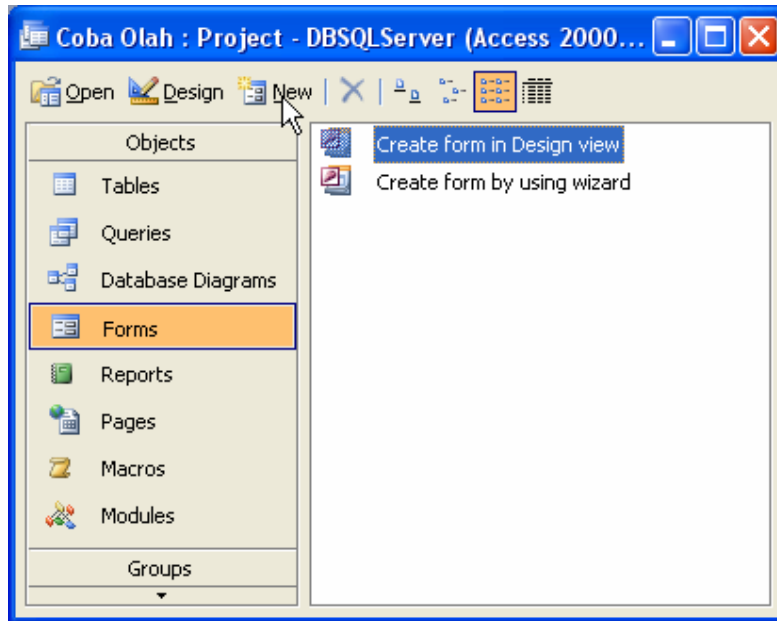 Coba Olah : Project - DBSQLServer (Access 2000...
Open Design New
Objects
Tables
Queries
Database Diagrams
Forms
Reports
Pages
Macros
Modules
Groups
Create form in Design view
Create form by using wizard